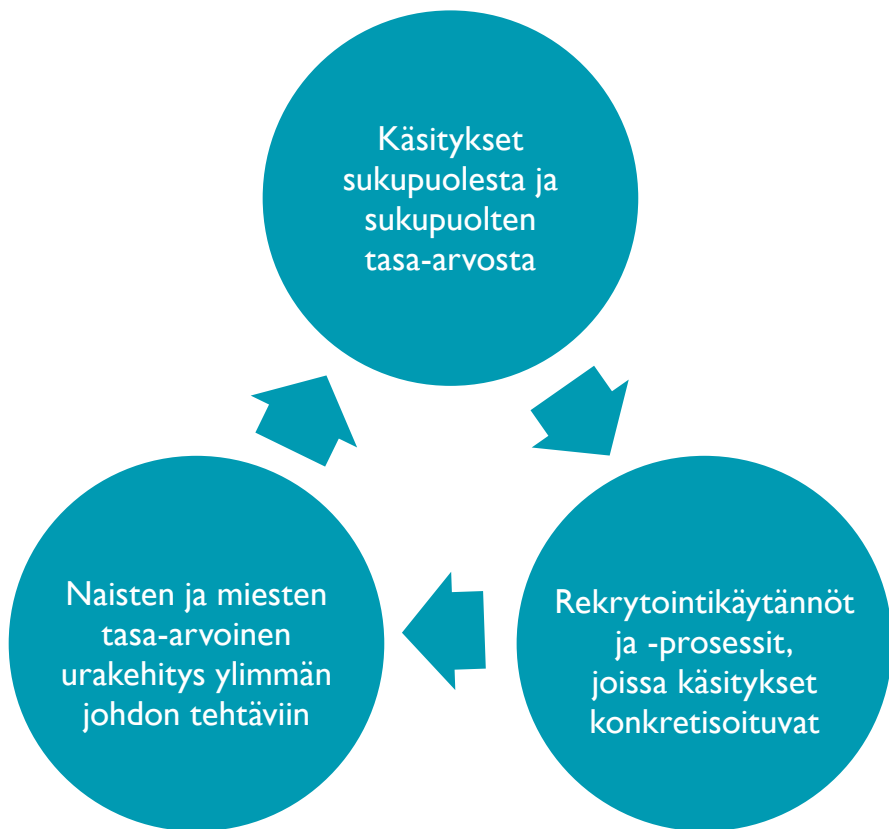 Käsitykset
sukupuolesta ja
sukupuolten
tasa-arvosta
Rekrytointikäytännöt
ja -prosessit,
joissa käsitykset
konkretisoituvat
Naisten ja miesten
tasa-arvoinen
urakehitys ylimmän
johdon tehtäviin